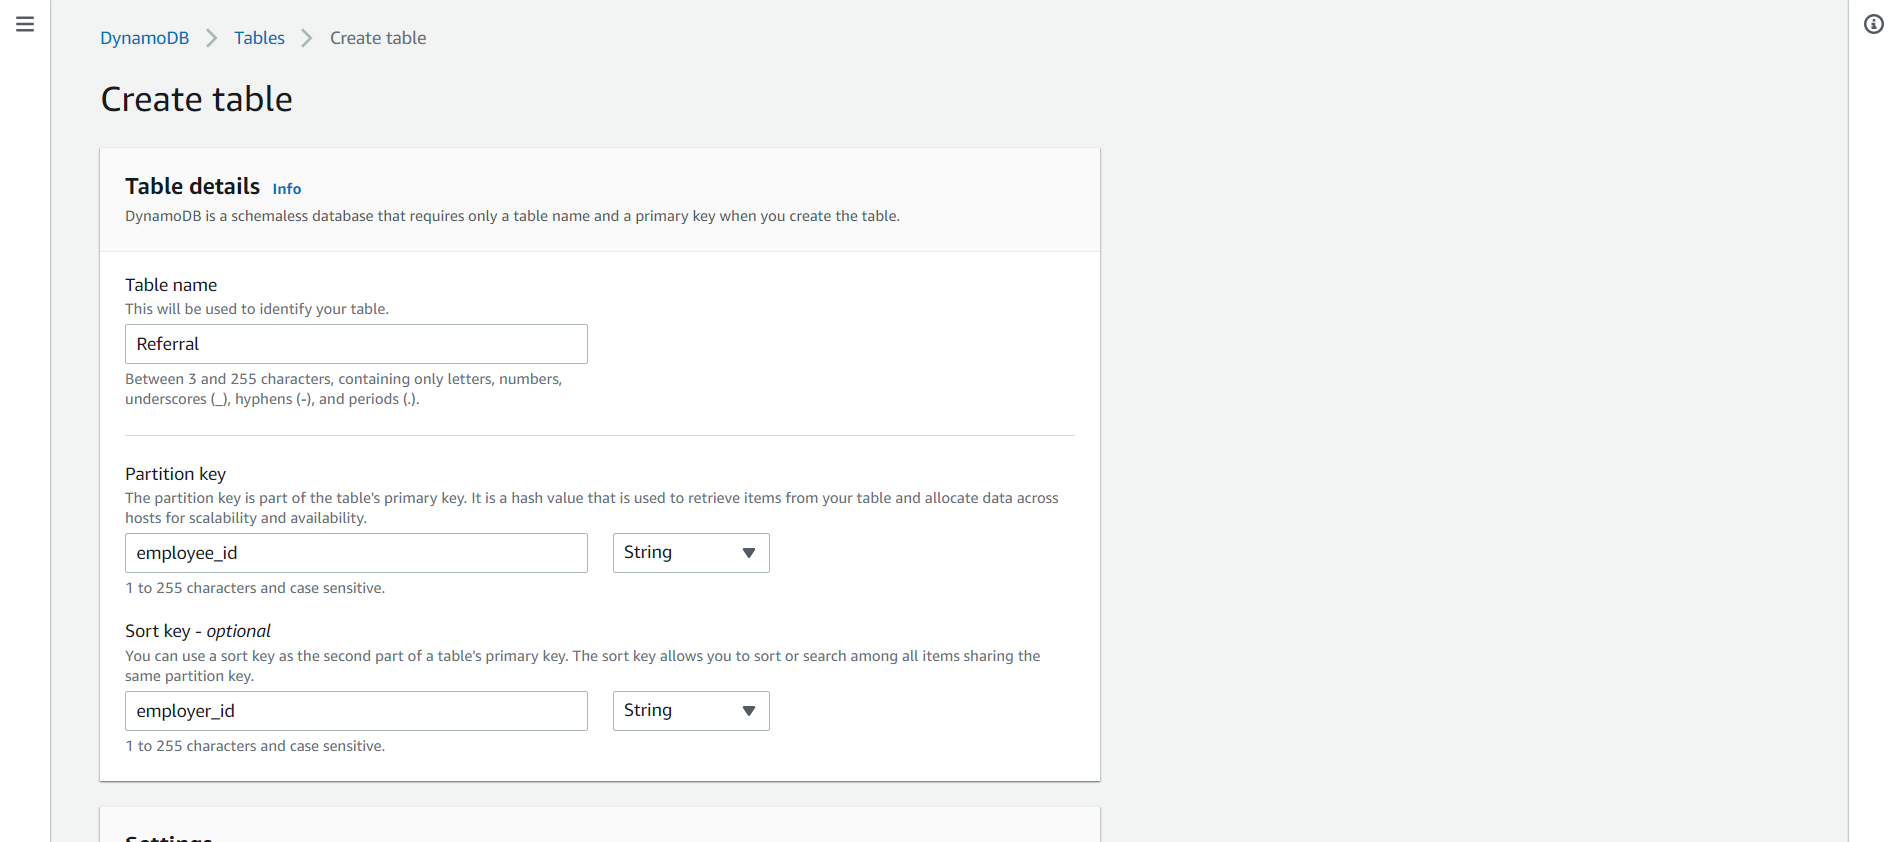 DynamoDB > Tables > Create table
Create table
Table details Info
DynamoDB is a schemaless database that requires only a table name and a primary key when you create the table.
Table name
This will be used to identify your table.
Referral
Between 3 and 255 characters, containing only letters, numbers,
underscores (_), hyphens (-), and periods (.).
Partition key
The partition key is part of the table's primary key. It is a hash value that is used to retrieve items from your table and allocate data across
hosts for scalability and availability.
employee_id String
1 to 255 characters and case sensitive.
Sort key - optional
You can use a sort key as the second part of a table's primary key. The sort key allows you to sort or search among all items sharing the
same partition key.
employer_id String
1 to 255 characters and case sensitive.
Settings